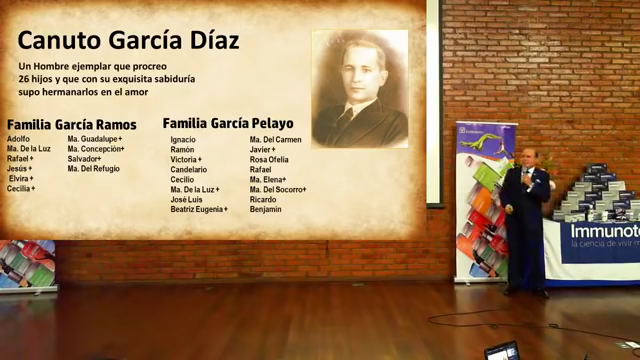 Canuto García Díaz
Un Hombre ejemplar que procreo
26 hijos y que con su exquisita sabiduría
supo hermanarlos en el amor
Familia García Ramos
Adolfo
Ma. De la Luz
Rafael +
Jesús +
Elvira +
Cecilia +
Ma. Guadalupe +
Ma. Concepción+
Salvador+
Ma. Del Refugio
Familia García Pelayo
Ignacio
Ramón
Victoria +
Candelario
Cecilio
Ma. De la Luz +
José Luis
Beatriz Eugenia +
Ma. Del Carmen
Javier +
Rosa Ofelia
Rafael
Ma. Elena+
Ma. Del Socorro+
Ricardo
Benjamin
Immunot
la ciencia de vivir m